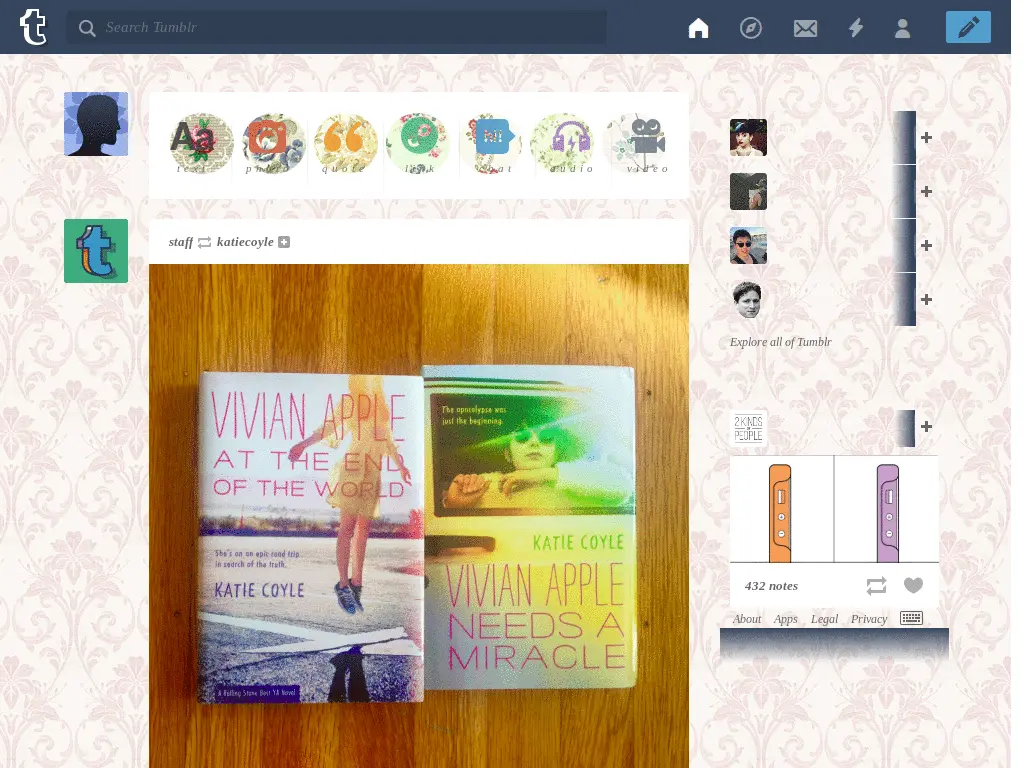 t
Search Tumblr
Aa
text
photo
quote
link
hi!
chat
audio
video
staff katiecoyle
t
VIVIAN APPLE
AT THE END
OF THE WORLD
She's on an epic road trip
in search of the truth.
KATIE COYLE
A Rolling Stone Best YA Novel
The apocalypse was
just the beginning.
KATIE COYLE
VIVIAN APPLE
NEEDS A
MIRACLE
Explore all of Tumblr
2 KINDS
OF
PEOPLE
432 notes
About Apps Legal Privacy